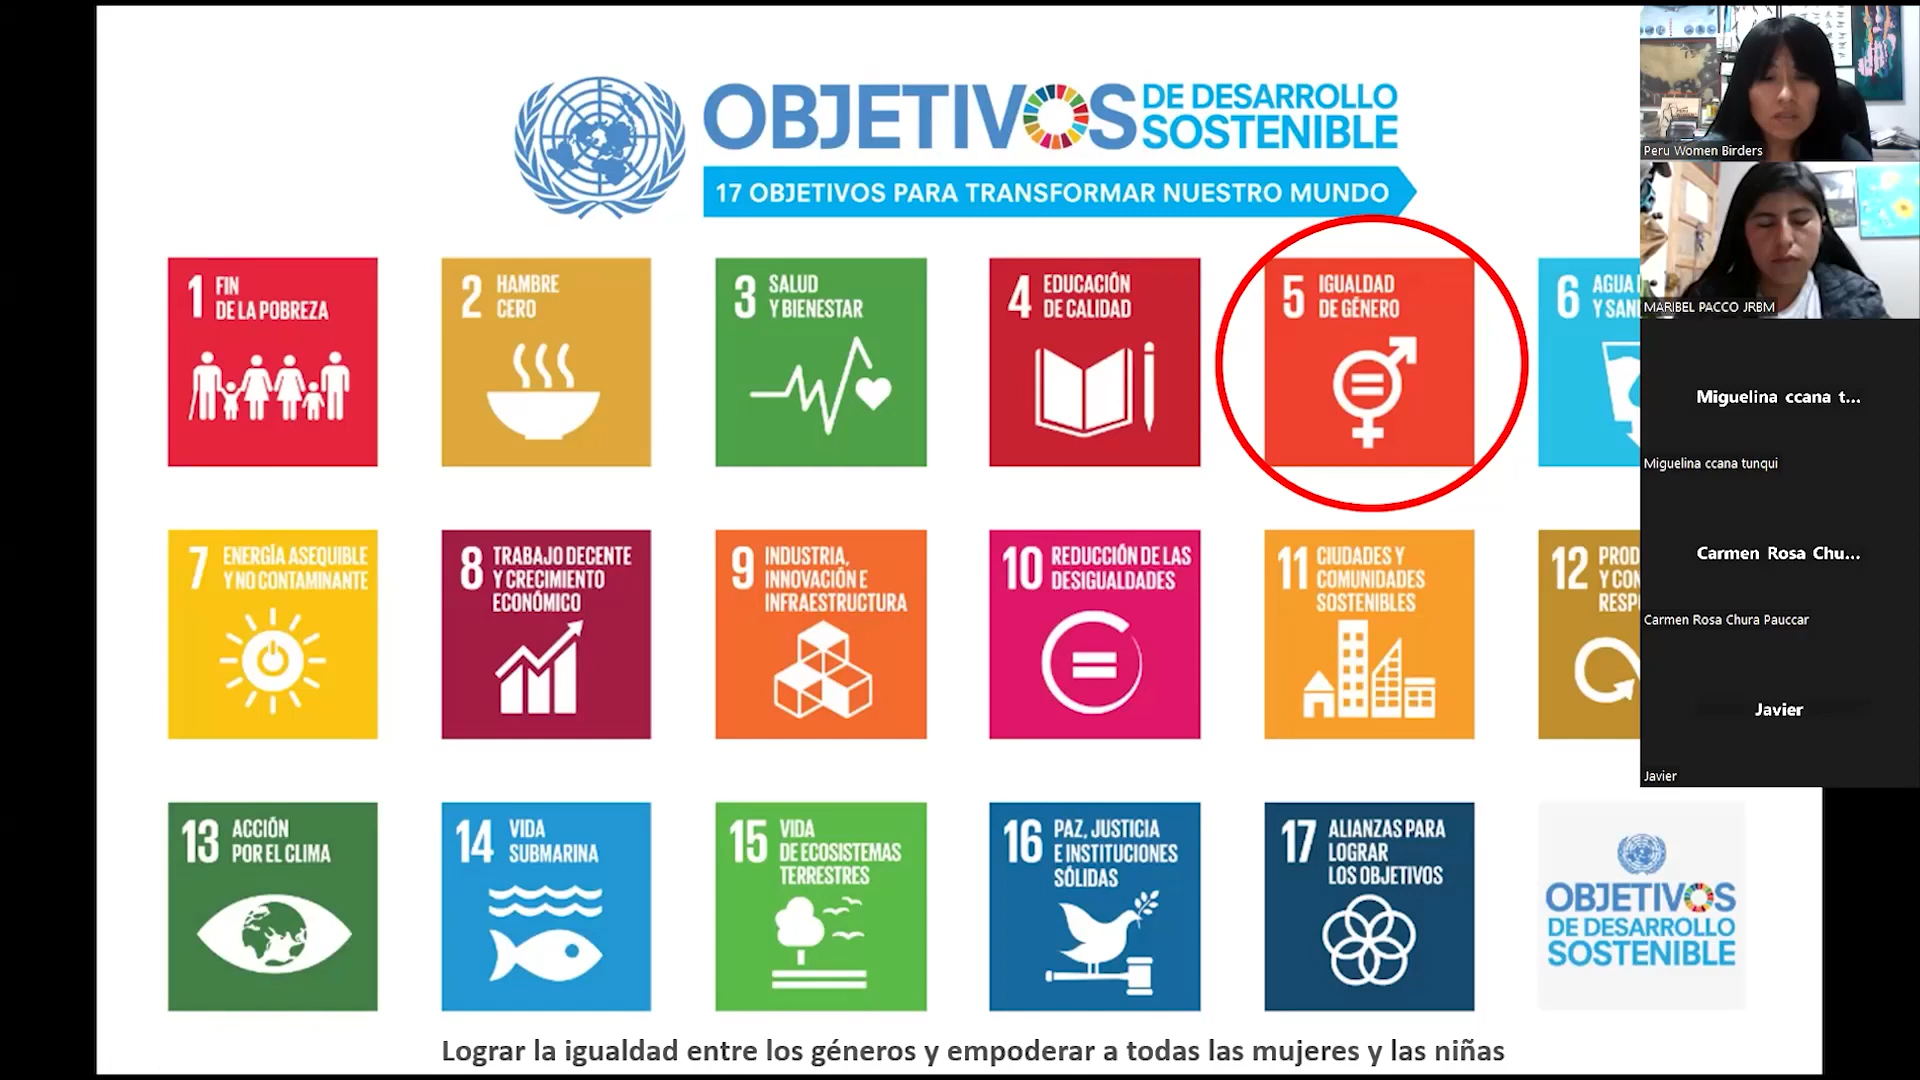 OBJETIVOS DE DESARROLLO
SOSTENIBLE
17 OBJETIVOS PARA TRANSFORMAR NUESTRO MUNDO
1 FIN
DE LA POBREZA
2 HAMBRE
CERO
3 SALUD
Y BIENESTAR
4 EDUCACIÓN
DE CALIDAD
5 IGUALDAD
DE GÉNERO
6 AGUA
Y
7 ENERGÍA ASEQUIBLE
Y NO CONTAMINANTE
8 TRABAJO DECENTE
Y CRECIMIENTO
ECONÓMICO
9 INDUSTRIA,
INNOVACIÓN E
INFRAESTRUCTURA
10 REDUCCIÓN DE LAS
DESIGUALDADES
11 CIUDADES Y
COMUNIDADES
SOSTENIBLES
12 PROD
Y CON
RESP
13 ACCIÓN
POR EL CLIMA
14 VIDA
SUBMARINA
15 VIDA
DE ECOSISTEMAS
TERRESTRES
16 PAZ, JUSTICIA
E INSTITUCIONES
SÓLIDAS
17 ALIANZAS PARA
LOGRAR
LOS OBJETIVOS
OBJETIVOS
DE DESARROLLO
SOSTENIBLE
Lograr la igualdad entre los géneros y empoderar a todas las mujeres y las niñas
Peru Women Birders
MARIBEL PACCO JRBM
Miguelina ccana t...
Miguelina ccana tunqui
Carmen Rosa Chu...
Carmen Rosa Chura Pauccar
Javier
Javier